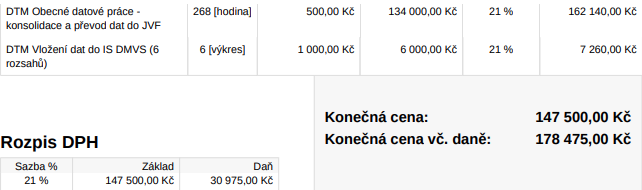 DTM Obecné datové práce - 268 [hodina] 500,00 Kč 134 000,00 Kč 21 % 162 140,00 Kč
konsolidace a převod dat do JVF
DTM Vložení dat do IS DMVS (6 6 [výkres] 1 000,00 Kč 6 000,00 Kč 21 % 7 260,00 Kč
rozsahů)
Konečná cena: 147 500,00 Kč
Konečná cena vč. daně: 178 475,00 Kč
Rozpis DPH
Sazba % Základ Daň
21 % 147 500,00 Kč 30 975,00 Kč